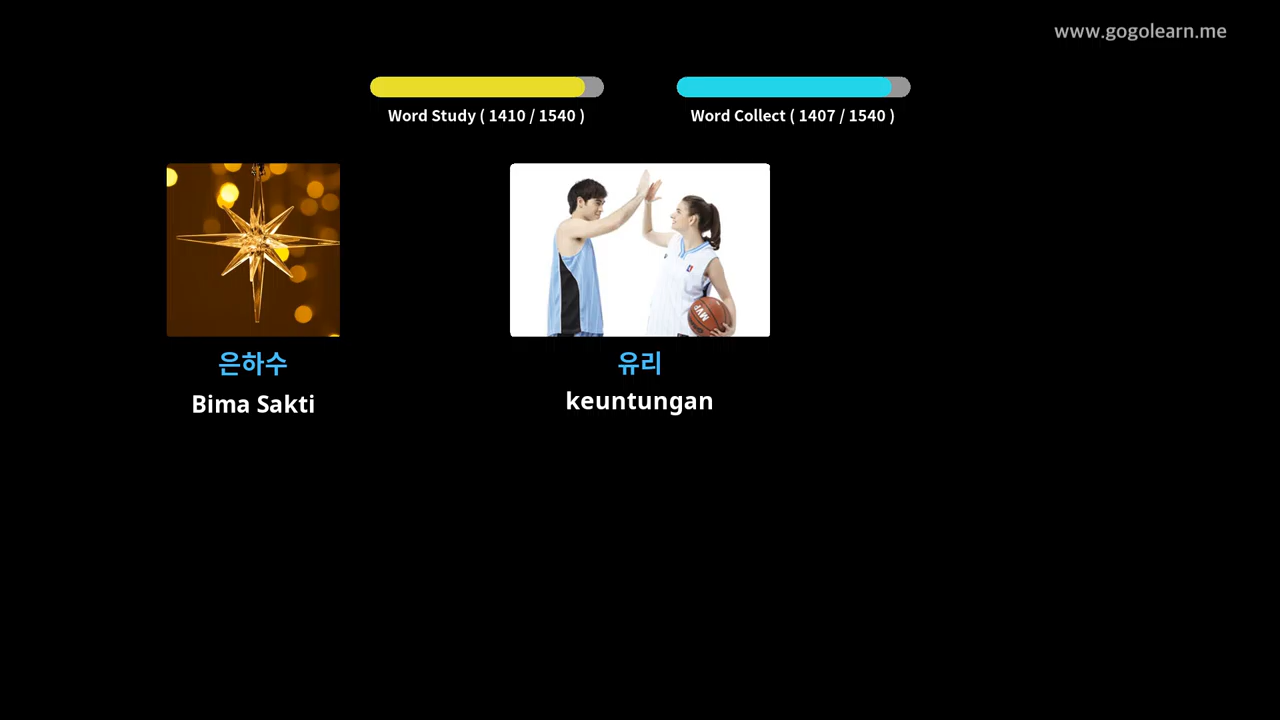 www.gogolearn.me
Word Study ( 1410 / 1540 )
Word Collect ( 1407 / 1540 )
MVP
은하수
유리
Bima Sakti
keuntungan